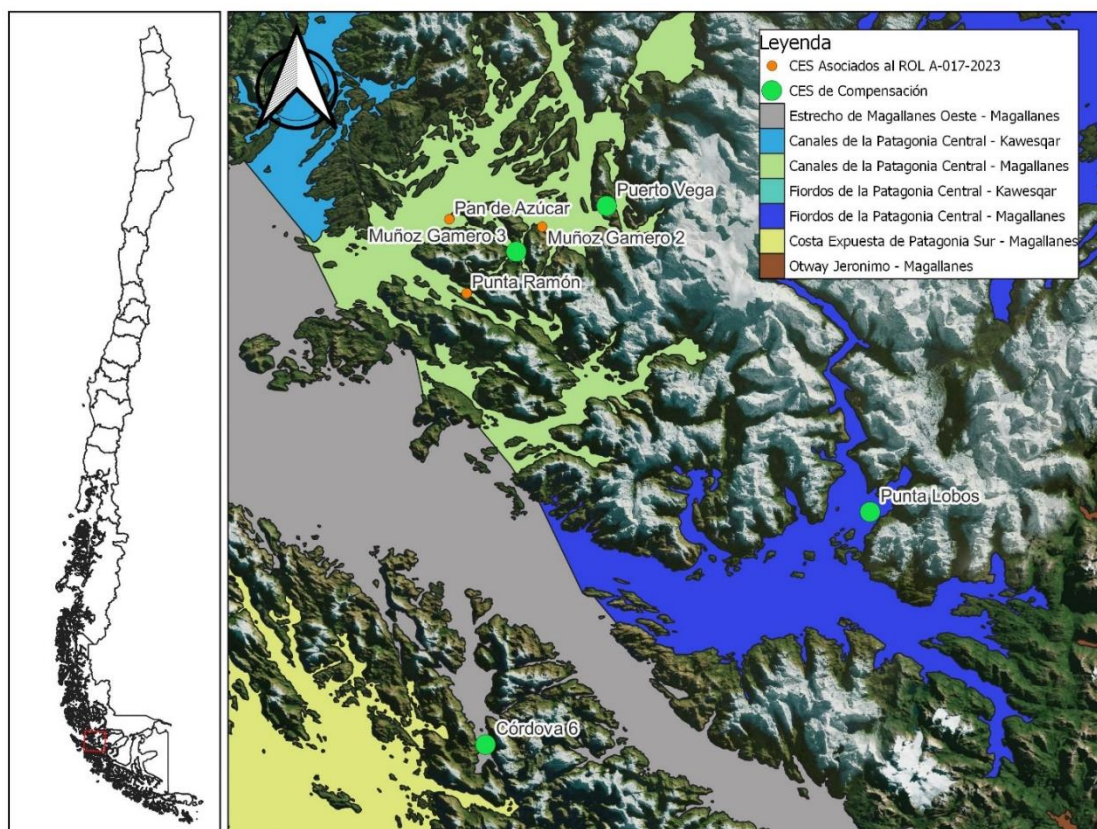 Leyenda
CES Asociados al ROL A-017-2023
CES de Compensación
Estrecho de Magallanes Oeste - Magallanes
Canales de la Patagonia Central - Kawesqar
Canales de la Patagonia Central - Magallanes
Fiordos de la Patagonia Central - Kawesqar
Fiordos de la Patagonia Central - Magallanes
Costa Expuesta de Patagonia Sur - Magallanes
Otway Jeronimo - Magallanes
Puerto Vega
Pan de Azúcar
Muñoz Gamero 3
Muñoz Gamero 2
Punta Ramón
Punta Lobos
Córdova 6